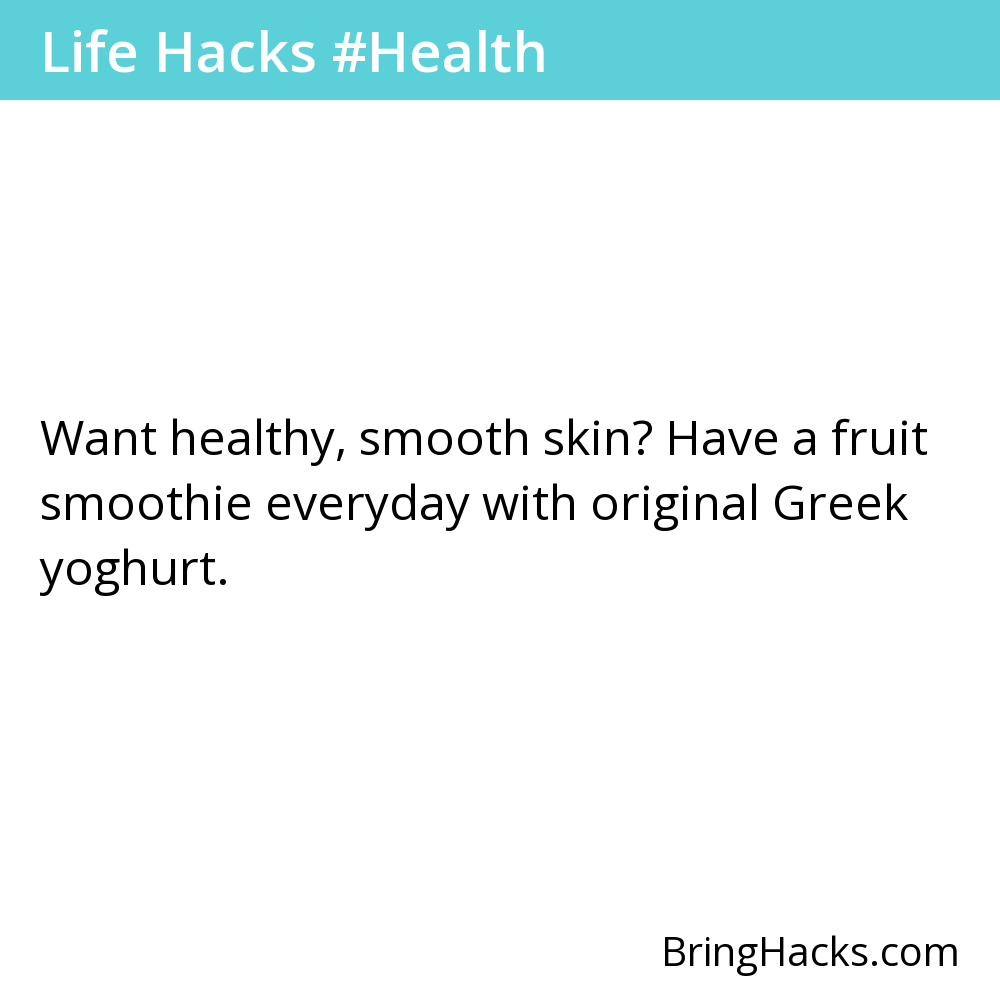 Life Hacks #Health
Want healthy, smooth skin? Have a fruit
smoothie everyday with original Greek
yoghurt.
BringHacks.com